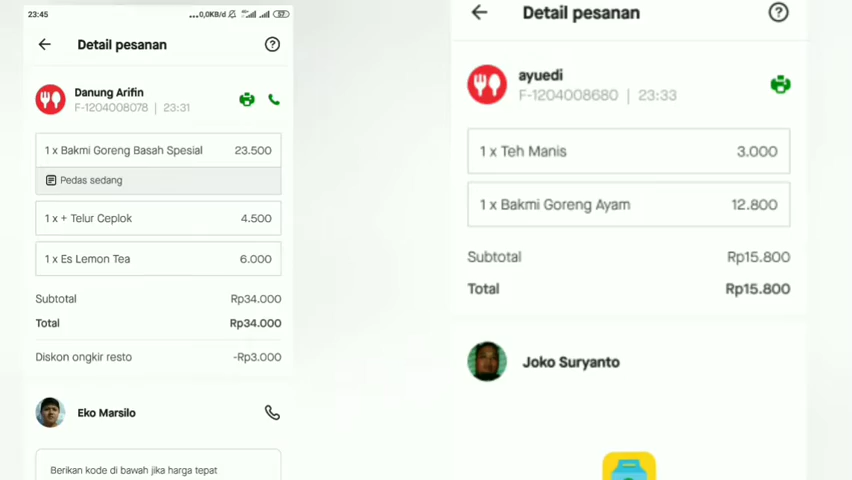 23:45
...0,0KB/d
57
Detail pesanan
Danung Arifin
F-1204008078 | 23:31
1 x Bakmi Goreng Basah Spesial 23.500
Pedas sedang
1 x + Telur Ceplok 4.500
1 x Es Lemon Tea 6.000
Subtotal Rp34.000
Total Rp34.000
Diskon ongkir resto -Rp3.000
Eko Marsilo
Berikan kode di bawah jika harga tepat
Detail pesanan
ayuedi
F-1204008680 | 23:33
1 x Teh Manis 3.000
1 x Bakmi Goreng Ayam 12.800
Subtotal Rp15.800
Total Rp15.800
Joko Suryanto